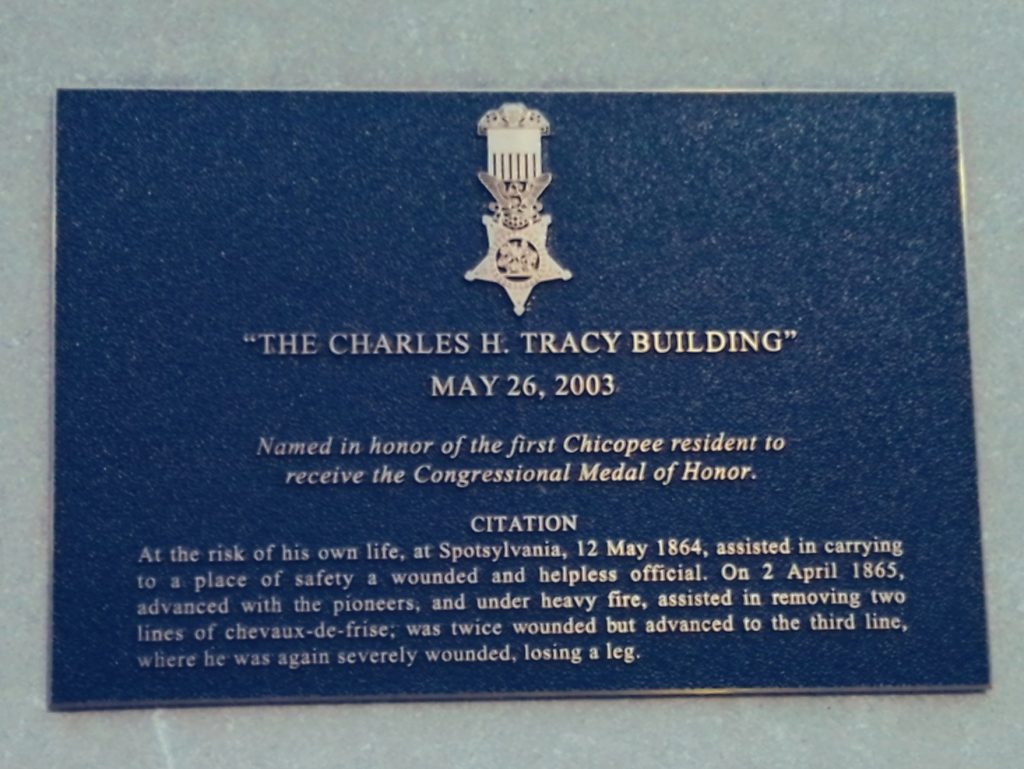 “THE CHARLES H. TRACY BUILDING”
MAY 26, 2003
Named in honor of the first Chicopee resident to
receive the Congressional Medal of Honor.
CITATION
At the risk of his own life, at Spotsylvania, 12 May 1864, assisted in carrying
to a place of safety a wounded and helpless official. On 2 April 1865,
advanced with the pioneers, and under heavy fire, assisted in removing two
lines of chevaux-de-frise; was twice wounded but advanced to the third line,
where he was again severely wounded, losing a leg.